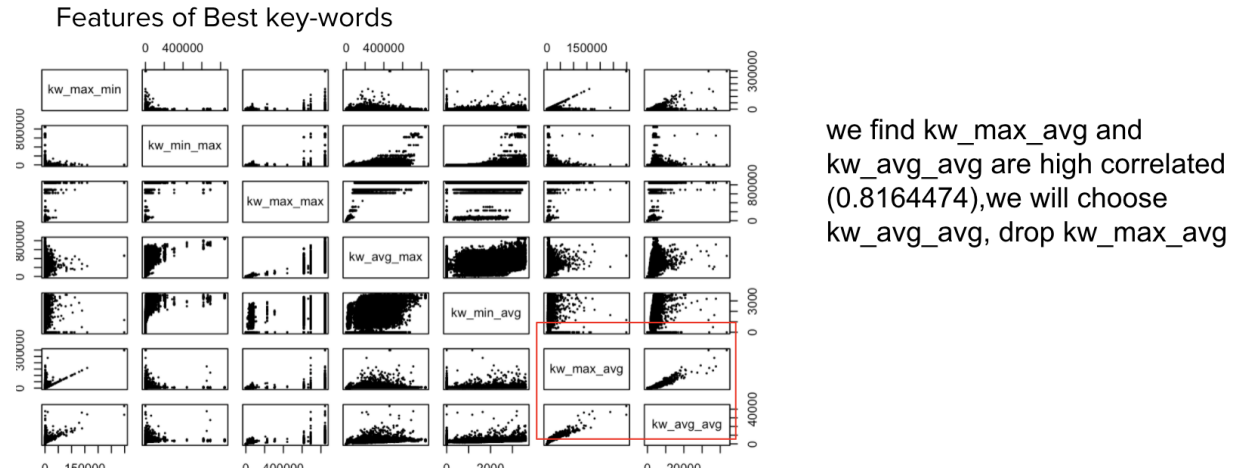 Features of Best key-words
0 400000 0 400000 0 150000
kw_max_min
0 300000
kw_min_max
0 800000
kw_max_max
0 800000
kw_avg_max
0 800000
kw_min_avg
0 3000
kw_max_avg
0 300000
kw_avg_avg
0 40000
0 150000 0 400000 0 2000 0 20000
we find kw_max_avg and
kw_avg_avg are high correlated
(0.8164474),we will choose
kw_avg_avg, drop kw_max_avg